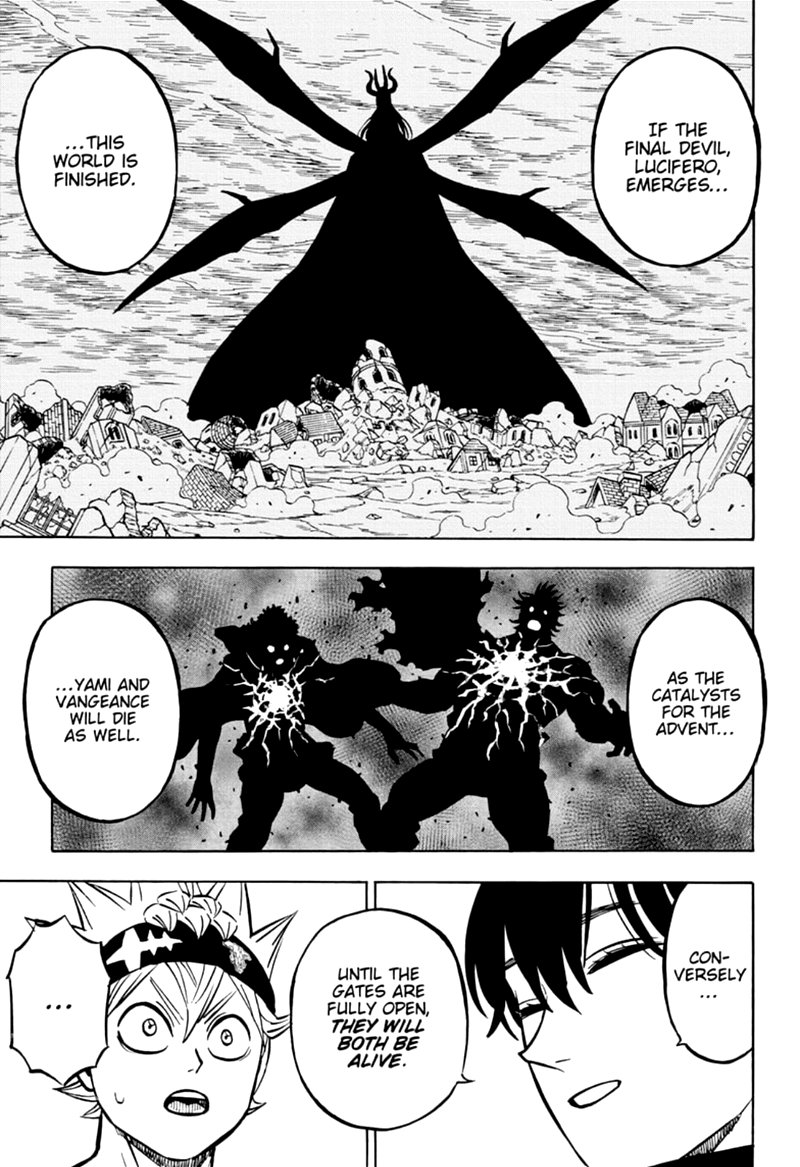 IF THE
FINAL DEVIL,
LUCIFERO,
EMERGES...
...THIS
WORLD IS
FINISHED.
AS THE
CATALYSTS
FOR THE
ADVENT...
...YAMI AND
VANGEANCE
WILL DIE
AS WELL.
CON-
VERSELY
...
UNTIL THE
GATES ARE
FULLY OPEN,
THEY WILL
BOTH BE
ALIVE.
...